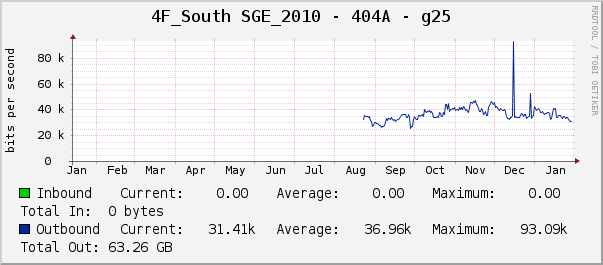 4F_South SGE_2010 - 404A - g25
RRDTOOL / TOBI OETIKER
bits per second
80 k
60 k
40 k
20 k
0
Jan Feb Mar Apr May Jun Jul Aug Sep Oct Nov Dec Jan
Inbound Current: 0.00 Average: 0.00 Maximum: 0.00
Total In: 0 bytes
Outbound Current: 31.41k Average: 36.96k Maximum: 93.09k
Total Out: 63.26 GB